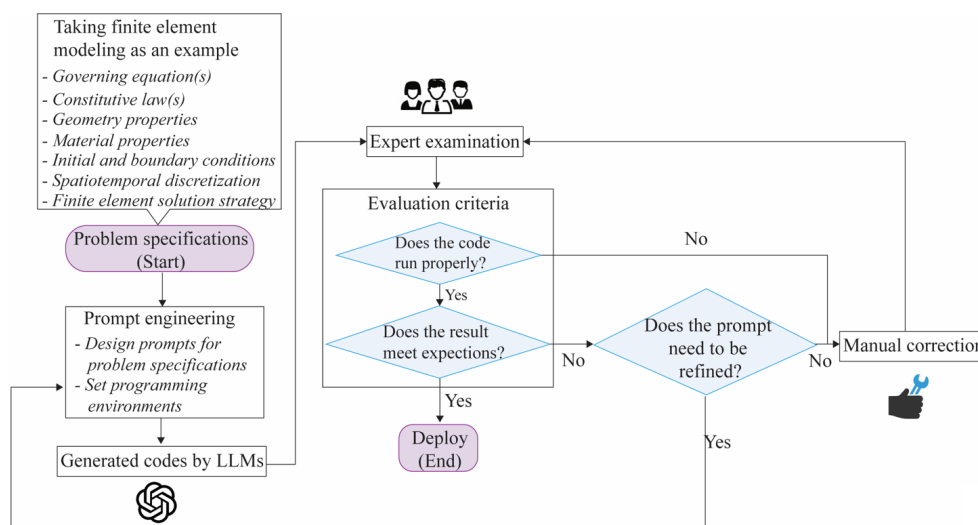 Taking finite element
modeling as an example
- Governing equation(s)
- Constitutive law(s)
- Geometry properties
- Material properties
- Initial and boundary conditions
- Spatiotemporal discretization
- Finite element solution strategy
Problem specifications
(Start)
Prompt engineering
- Design prompts for
problem specifications
- Set programming
environments
Generated codes by LLMs
Expert examination
Evaluation criteria
Does the code
run properly?
No
Yes
Does the result
meet expections?
No
Yes
Deploy
(End)
Does the prompt
need to be
refined?
No
Yes
Manual correction